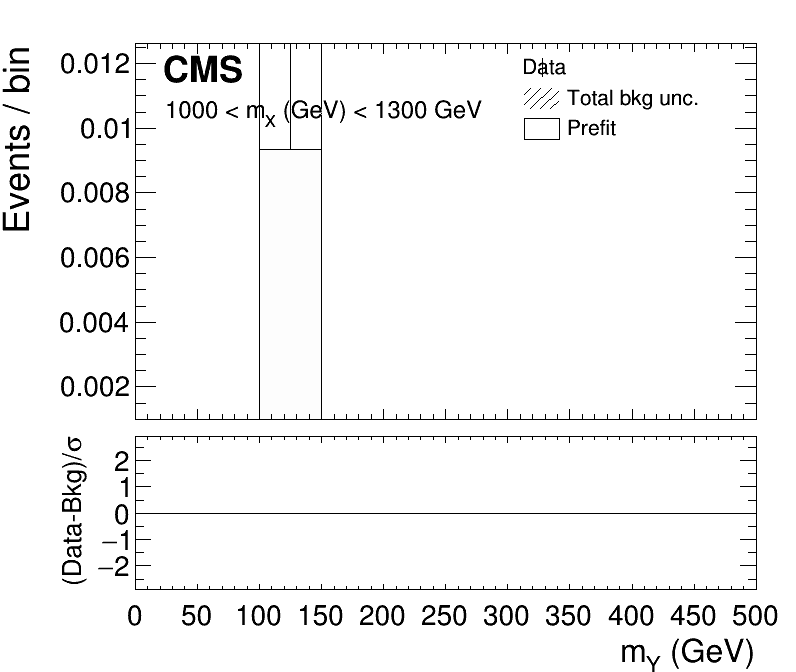 Events / bin
0.012
0.01
0.008
0.006
0.004
0.002
CMS
1000 < mX (GeV) < 1300 GeV
Data
Total bkg unc.
Prefit
(Data-Bkg)/σ
2
1
0
−1
−2
0 50 100 150 200 250 300 350 400 450 500
mY (GeV)